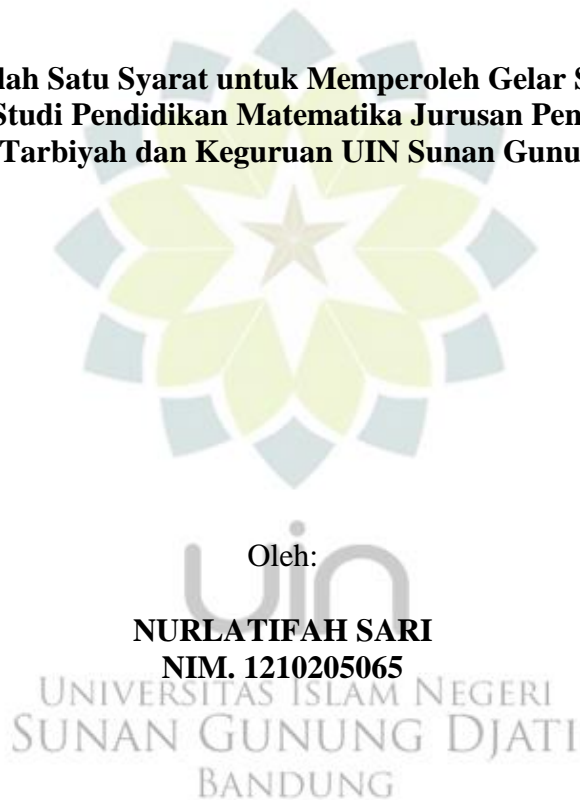 lah Satu Syarat untuk Memperoleh Gelar S
Studi Pendidikan Matematika Jurusan Pen
Tarbiyah dan Keguruan UIN Sunan Gunu
uin
Oleh:
NURLATIFAH SARI
NIM. 1210205065
UNIVERSITAS ISLAM NEGERI
SUNAN GUNUNG DJATI
BANDUNG